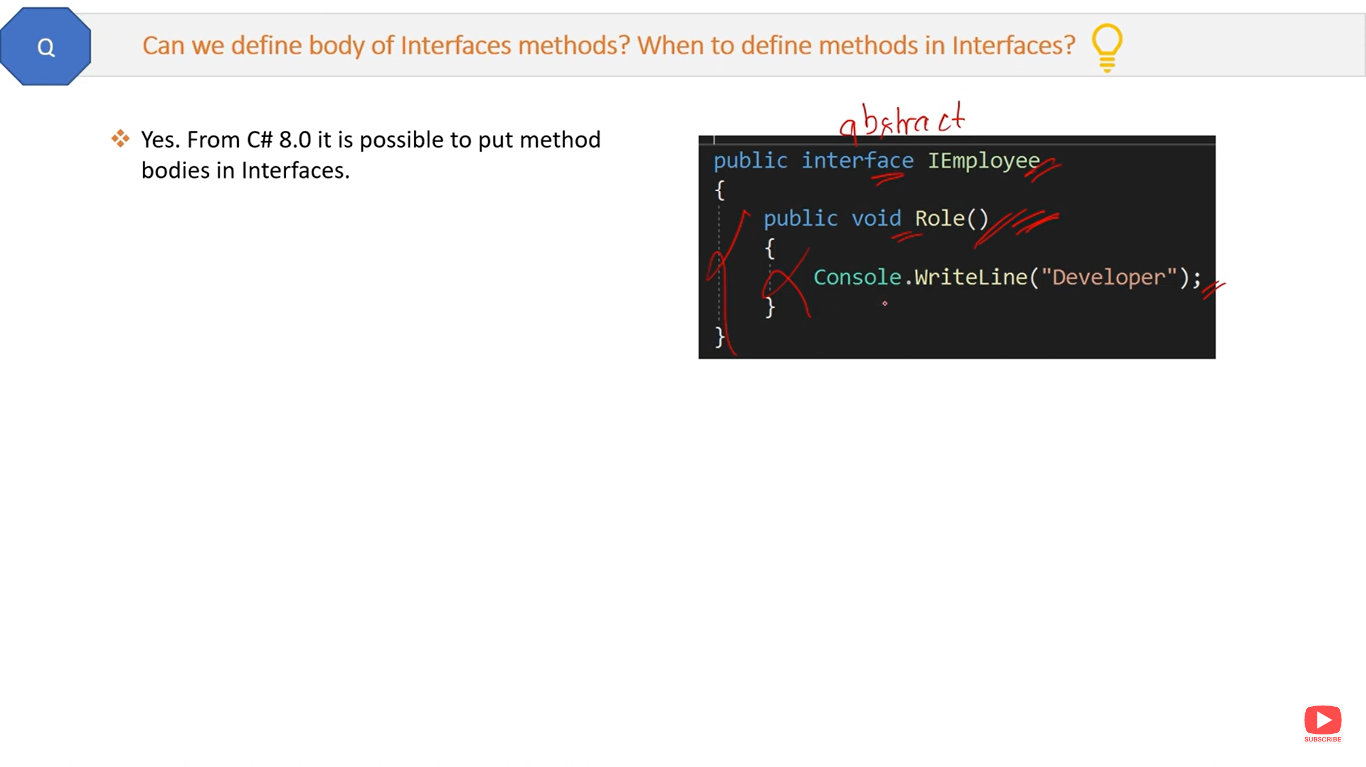 Q
Can we define body of Interfaces methods? When to define methods in Interfaces?
Yes. From C# 8.0 it is possible to put method
bodies in Interfaces.
abstract
public interface IEmployee
{
public void Role()
{
Console.WriteLine("Developer");
}
}
SUBSCRIBE